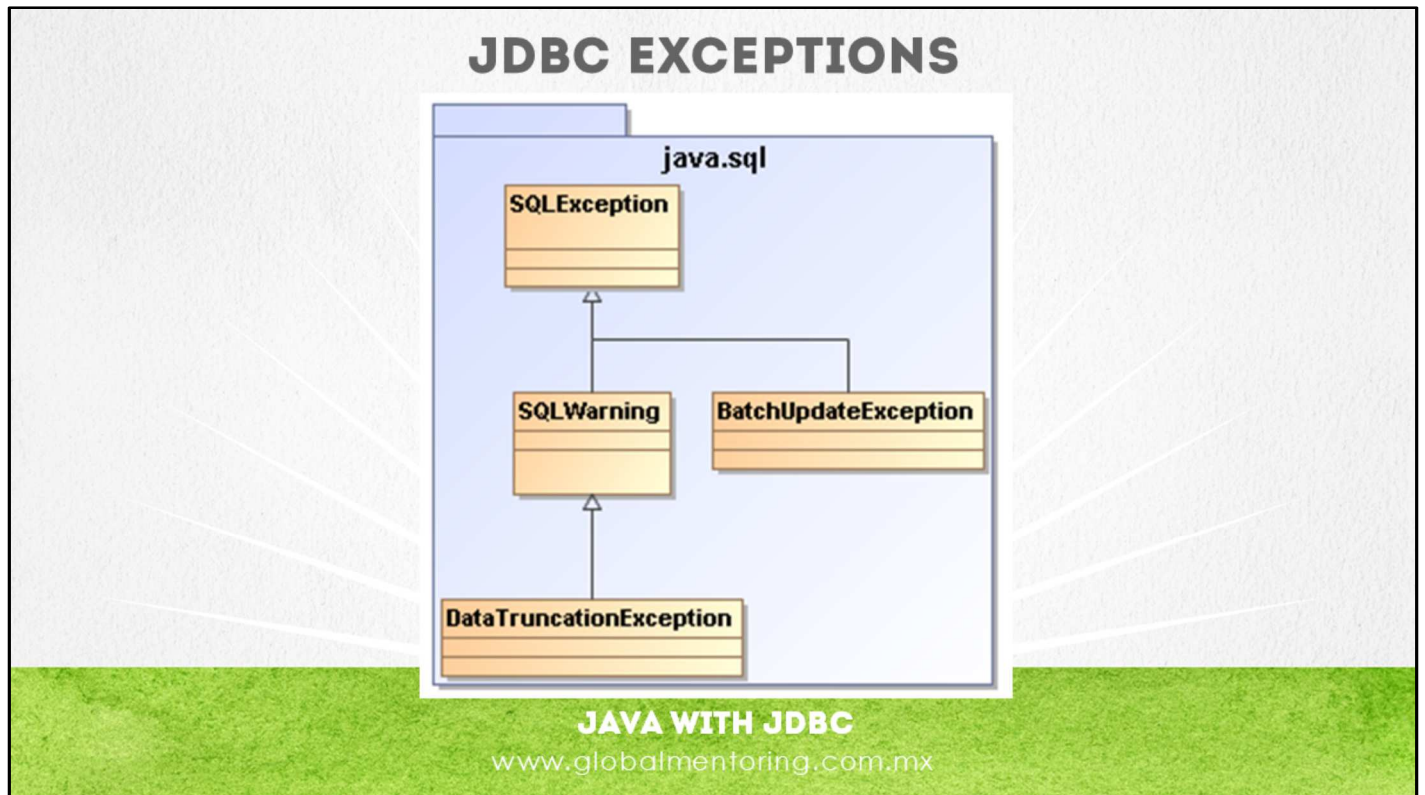 JDBC EXCEPTIONS
java.sql
SQLException
SQLWarning
BatchUpdateException
DataTruncationException
JAVA WITH JDBC
www.globalmentoring.com.mx